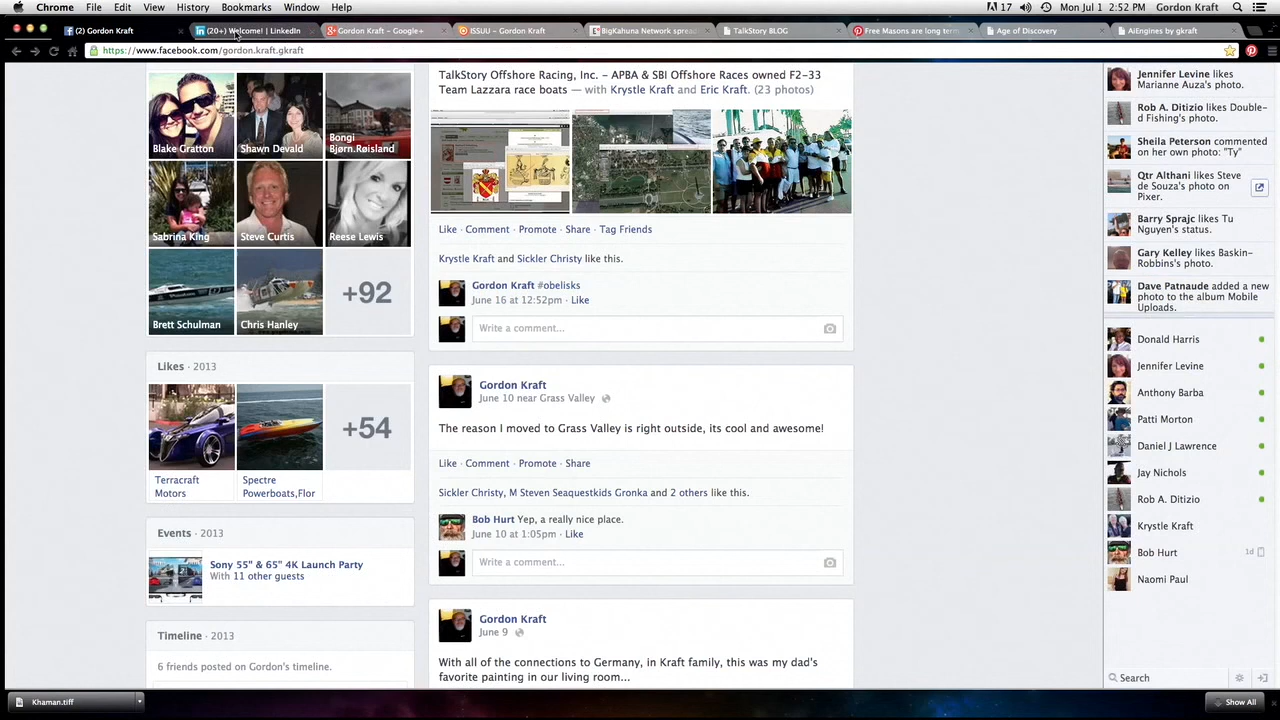 Chrome File Edit View History Bookmarks Window Help
17 Mon Jul 1 2:52 PM Gordon Kraft
(2) Gordon Kraft
(20+) Welcome! | LinkedIn
Gordon Kraft - Google+
ISSUU - Gordon Kraft
BigKahuna Network sprea
TalkStory BLOG
Free Masons are long term
Age of Discovery
AiEngines by gkraft
https://www.facebook.com/gordon.kraft.gkraft
Blake Gratton
Shawn Devald
Bongi
Bjørn.Røisland
Sabrina King
Steve Curtis
Reese Lewis
Brett Schulman
Chris Hanley
+92
Likes · 2013
+54
Terracraft
Motors
Spectre
Powerboats,Flor
Events · 2013
Sony 55" & 65" 4K Launch Party
With 11 other guests
Timeline · 2013
6 friends posted on Gordon's timeline.
TalkStory Offshore Racing, Inc. - APBA & SBI Offshore Races owned F2-33
Team Lazzara race boats — with Krystle Kraft and Eric Kraft. (23 photos)
Like · Comment · Promote · Share · Tag Friends
Krystle Kraft and Sickler Christy like this.
Gordon Kraft #obelisks
June 16 at 12:52pm · Like
Write a comment...
Gordon Kraft
June 10 near Grass Valley
The reason I moved to Grass Valley is right outside, its cool and awesome!
Like · Comment · Promote · Share
Sickler Christy, M Steven Seaquestkids Gronka and 2 others like this.
Bob Hurt Yep, a really nice place.
June 10 at 1:05pm · Like
Write a comment...
Gordon Kraft
June 9
With all of the connections to Germany, in Kraft family, this was my dad's
favorite painting in our living room...
Jennifer Levine likes
Marianne Auza's photo.
Rob A. Ditizio likes Double-
d Fishing's photo.
Sheila Peterson commented
on her own photo: "Ty"
Qtr Althani likes Steve
de Souza's photo on
Pixer.
Barry Sprajc likes Tu
Nguyen's status.
Gary Kelley likes Baskin-
Robbins's photo.
Dave Patnaude added a new
photo to the album Mobile
Uploads.
Donald Harris
Jennifer Levine
Anthony Barba
Patti Morton
Daniel J Lawrence
Jay Nichols
Rob A. Ditizio
Krystle Kraft
Bob Hurt 1d
Naomi Paul
Search
Khaman.tiff
Show All